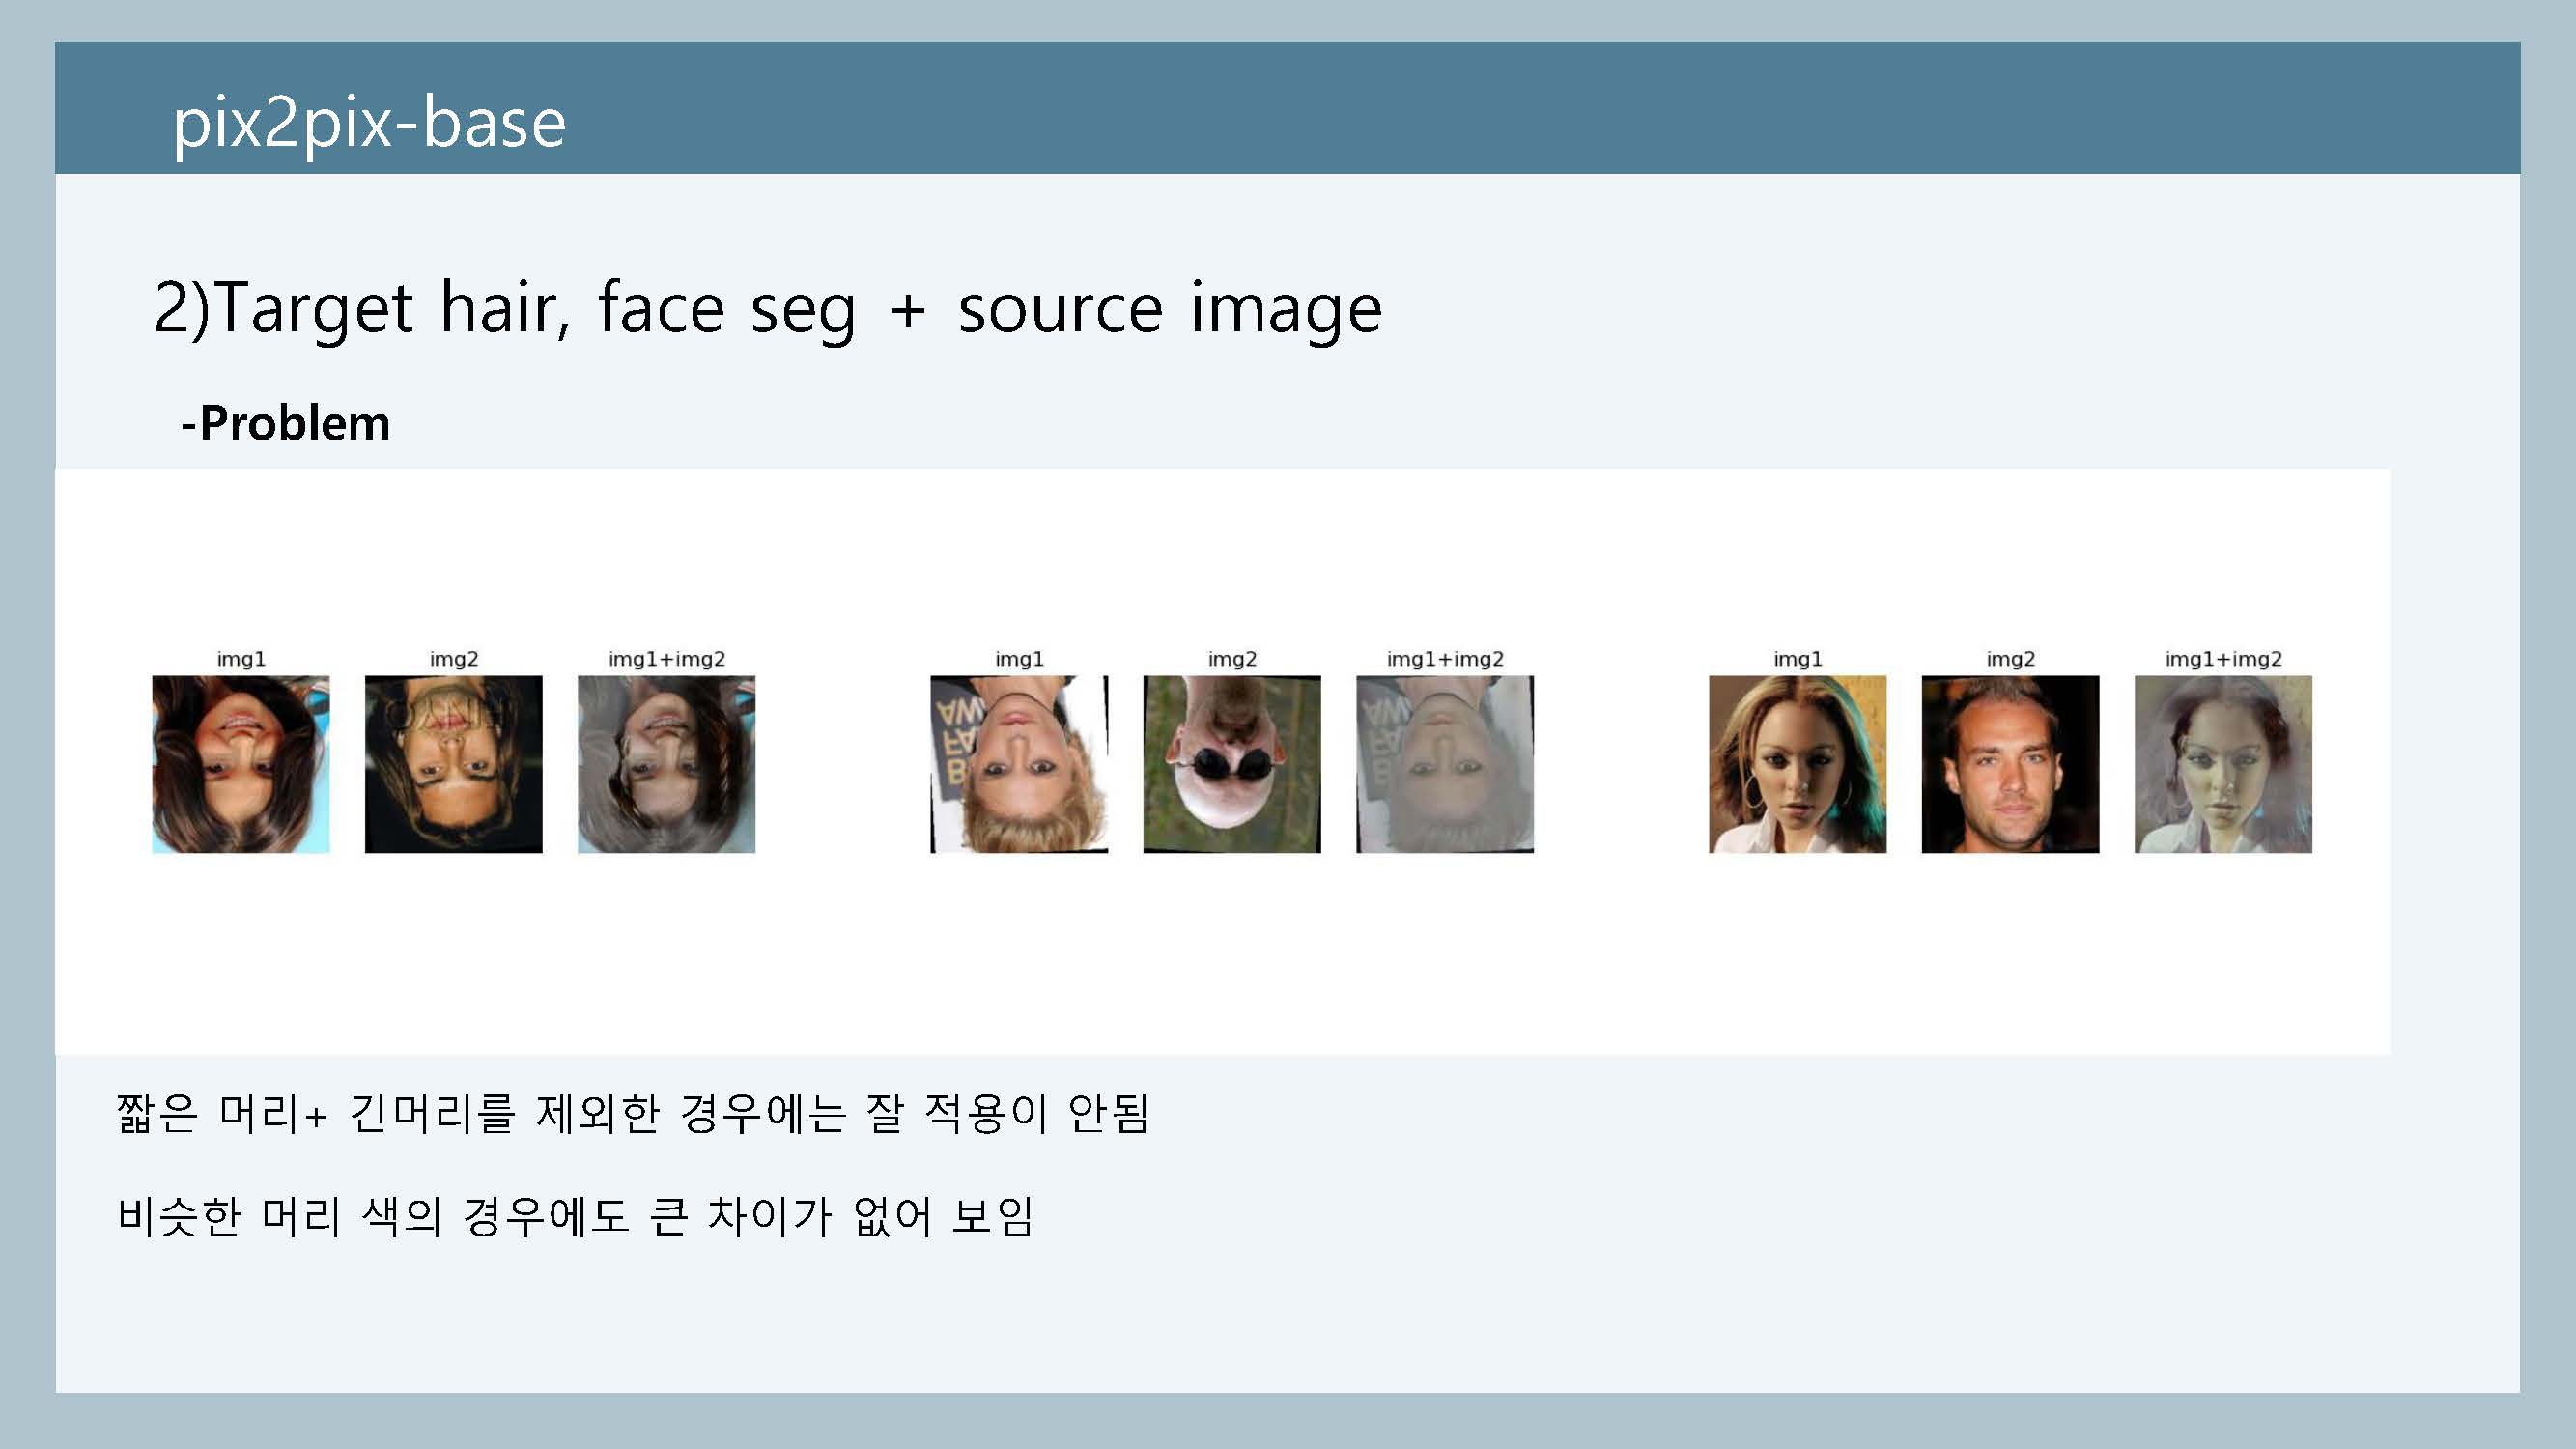 pix2pix-base
2)Target hair, face seg + source image
-Problem
img1 img2 img1+img2 img1 img2 img1+img2 img1 img2 img1+img2
짧은 머리+ 긴머리를 제외한 경우에는 잘 적용이 안됨
비슷한 머리 색의 경우에도 큰 차이가 없어 보임